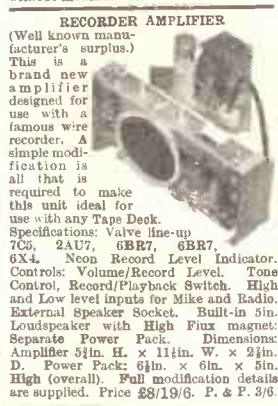 RECORDER AMPLIFIER
(Well known manu-
facturer's surplus.)
This is a
brand new
amplifier
designed for
use with a
famous wire
recorder. A
simple modi-
fication is
all that is
required to make
this unit ideal for
use with any Tape Deck.
Specifications: Valve line-up
7C5, 2AU7, 6BR7, 6BR7,
6X4. Neon Record Level Indicator.
Controls: Volume/Record Level. Tone
Control, Record/Playback Switch. High
and Low level inputs for Mike and Radio.
External Speaker Socket. Built-in 5in.
Loudspeaker with High Flux magnet:
Separate Power Pack. Dimensions:
Amplifier 5½in. H. x 11½in. W. x 2½in.
D. Power Pack: 6½in. x 6in. x 5in.
High (overall). Full modification details
are supplied. Price £8/19/6. P. & P. 3/6.